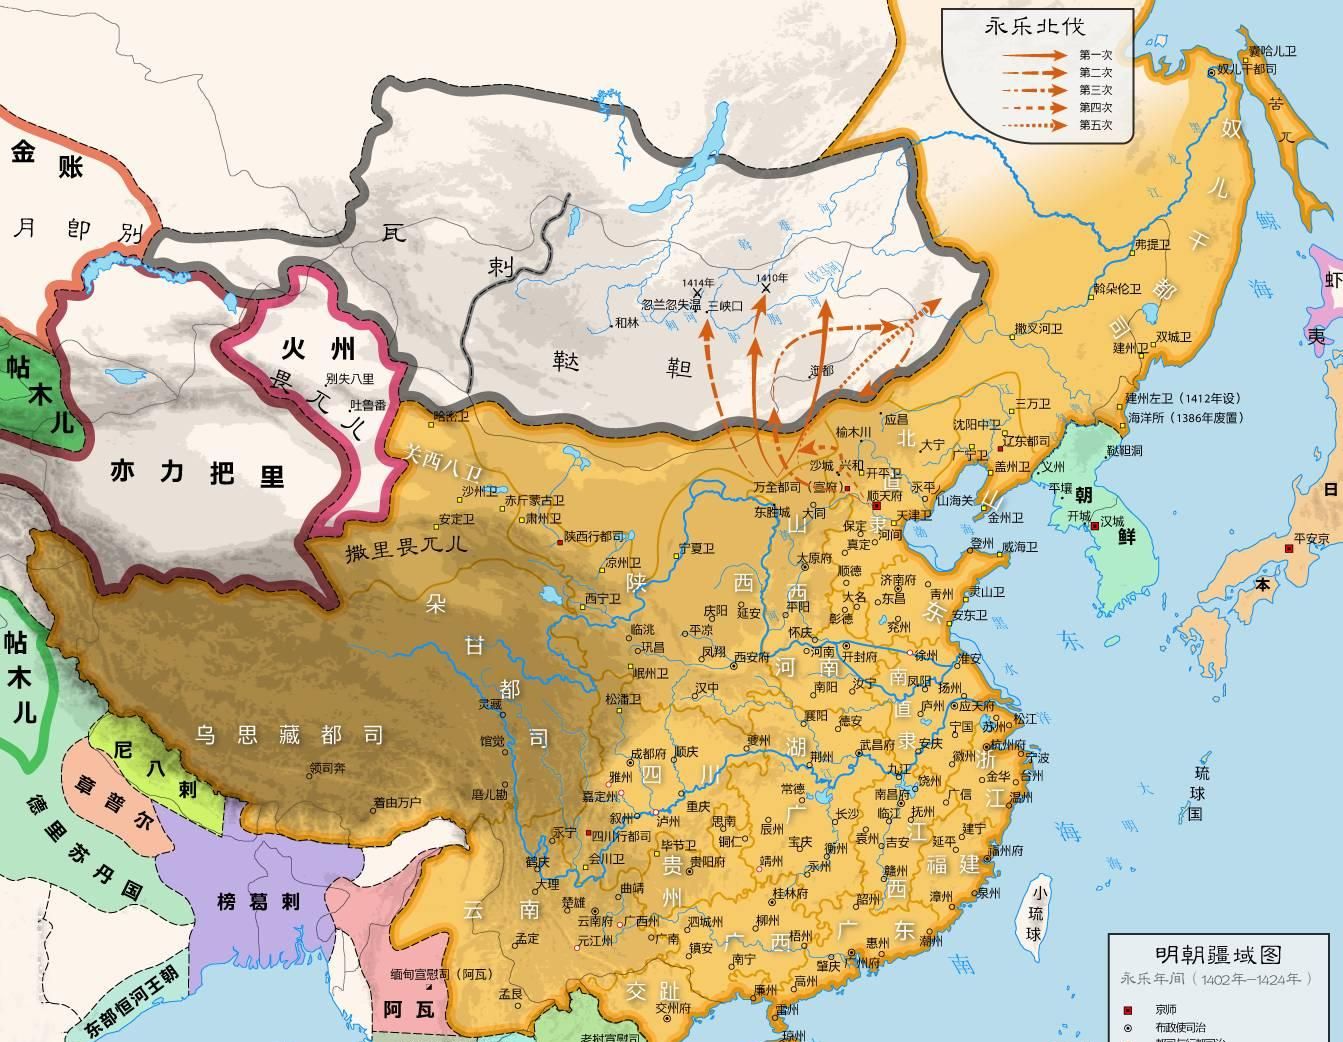 永乐北伐
第一次
第二次
第三次
第四次
第五次
囊哈儿卫
奴儿干都司
苦兀
奴儿干都司
黑龙江
鲸海
弗提卫
斡朵伦卫
撒叉河卫
双城卫
建州卫
建州左卫（1412年设）
海洋所（1386年废置）
三万卫
沈阳中卫
辽东都司
广宁卫
盖州卫
金州卫
虾夷
金账
月即别
瓦剌
鞑靼
1414年
1410年
忽兰忽失温
三峡口
和林
应昌
榆木川
大宁
沙城
兴和
开平卫
万全都司（宣府）
顺天府
永平
山海关
天津卫
东胜城
大同
保定
河间
真定
北直隶
帖木儿
火州
畏兀儿
别失八里
吐鲁番
亦力把里
哈密卫
关西八卫
沙州卫
赤斤蒙古卫
安定卫
肃州卫
陕西行都司
撒里畏兀儿
凉州卫
西宁卫
宁夏卫
陕西
山西
太原府
顺德
大名
彰德
平阳
怀庆
济南府
东昌
青州
兖州
登州
威海卫
灵山卫
安东卫
山东
鞑胆洞
义州
平壤
朝鲜
开城
汉城
平安京
日本
朵甘都司
灵藏
馆觉
磨儿勘
乌思藏都司
领司奔
着由万户
临洮
巩昌
岷州卫
松潘卫
庆阳
延安
平凉
凤翔
西安府
汉中
河南
河南
开封府
南阳
汝宁
徐州
淮安
南直隶
凤阳
扬州
庐州
应天府
松江
苏州
宁国
安庆
徽州
襄阳
德安
夔州
荆州
武昌府
九江
湖广
常德
长沙
辰州
宝庆
衡州
靖州
永州
浙江
杭州府
宁波
金华
台州
温州
饶州
广信
南昌府
临江
抚州
袁州
吉安
赣州
江西
建宁
延平
福州府
福建
漳州
泉州
四川
成都府
顺庆
雅州
嘉定州
重庆
叙州
泸州
永宁
四川行都司
会川卫
毕节卫
贵阳府
贵州
思南
铜仁
帖木儿
尼八剌
章普尔
德里苏丹国
榜葛剌
东部恒河王朝
鹤庆
大理
楚雄
曲靖
云南府
云南
元江州
广西州
广南
孟定
孟艮
缅甸宣慰司（阿瓦）
阿瓦
桂林府
柳州
泗城州
镇安
南宁
梧州
广西
广东
韶州
惠州
潮州
肇庆
广州府
高州
廉州
雷州
琼州
交趾
交州府
老挝宣慰司
小琉球
琉球国
大明海
东海
南
明朝疆域图
永乐年间（1402年—1424年）
京师
布政使司治